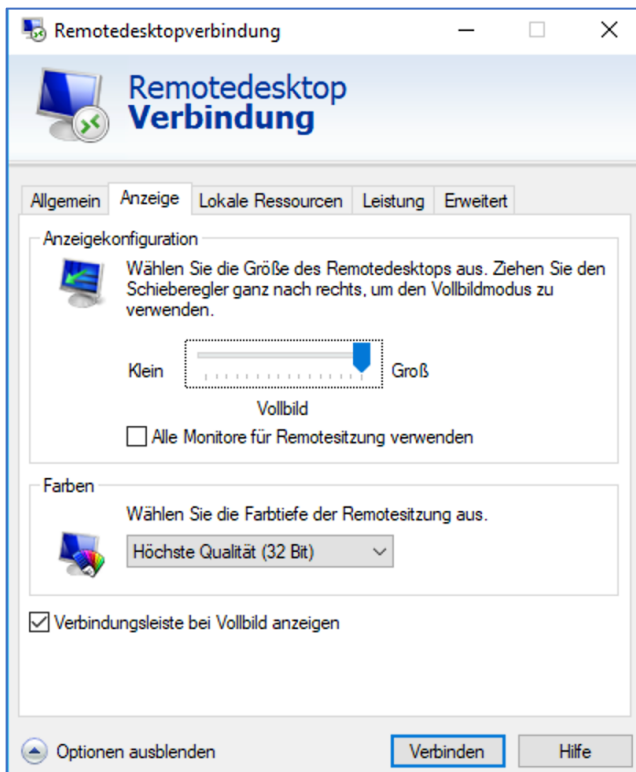 Remotedesktopverbindung
Remotedesktop
Verbindung
Allgemein Anzeige Lokale Ressourcen Leistung Erweitert
Anzeigekonfiguration
Wählen Sie die Größe des Remotedesktops aus. Ziehen Sie den
Schieberegler ganz nach rechts, um den Vollbildmodus zu
verwenden.
Klein Groß
Vollbild
Alle Monitore für Remotesitzung verwenden
Farben
Wählen Sie die Farbtiefe der Remotesitzung aus.
Höchste Qualität (32 Bit)
Verbindungsleiste bei Vollbild anzeigen
Optionen ausblenden Verbinden Hilfe